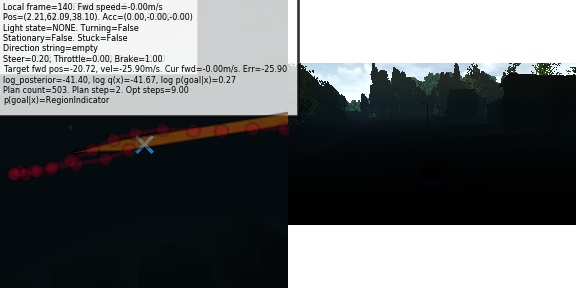 Local frame=140. Fwd speed=-0.00m/s
Pos=(2.21,62.09,38.10). Acc=(0.00,-0.00,-0.00)
Light state=NONE. Turning=False
Stationary=False. Stuck=False
Direction string=empty
Steer=0.20, Throttle=0.00, Brake=1.00
Target fwd pos=-20.72, vel=-25.90m/s. Cur fwd=-0.00m/s. Err=-25.90
log_posterior=-41.40, log q(x)=-41.67, log p(goal|x)=0.27
Plan count=503. Plan step=2. Opt steps=9.00
p(goal|x)=RegionIndicator